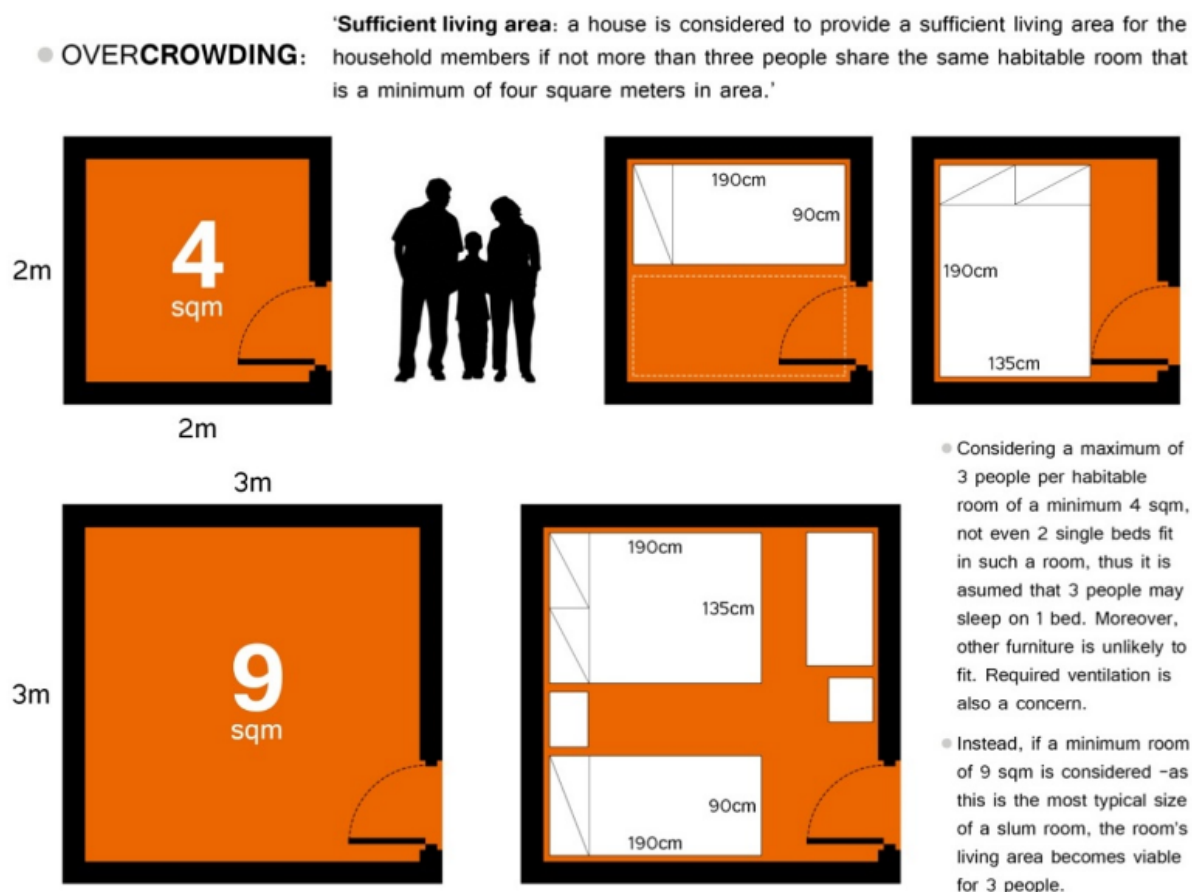 'Sufficient living area: a house is considered to provide a sufficient living area for the
OVERCROWDING: household members if not more than three people share the same habitable room that
is a minimum of four square meters in area.'
4
sqm
2m
2m
190cm
90cm
190cm
135cm
3m
9
sqm
3m
190cm
135cm
90cm
190cm
Considering a maximum of
3 people per habitable
room of a minimum 4 sqm,
not even 2 single beds fit
in such a room, thus it is
asumed that 3 people may
sleep on 1 bed. Moreover,
other furniture is unlikely to
fit. Required ventilation is
also a concern.
Instead, if a minimum room
of 9 sqm is considered -as
this is the most typical size
of a slum room, the room's
living area becomes viable
for 3 people.